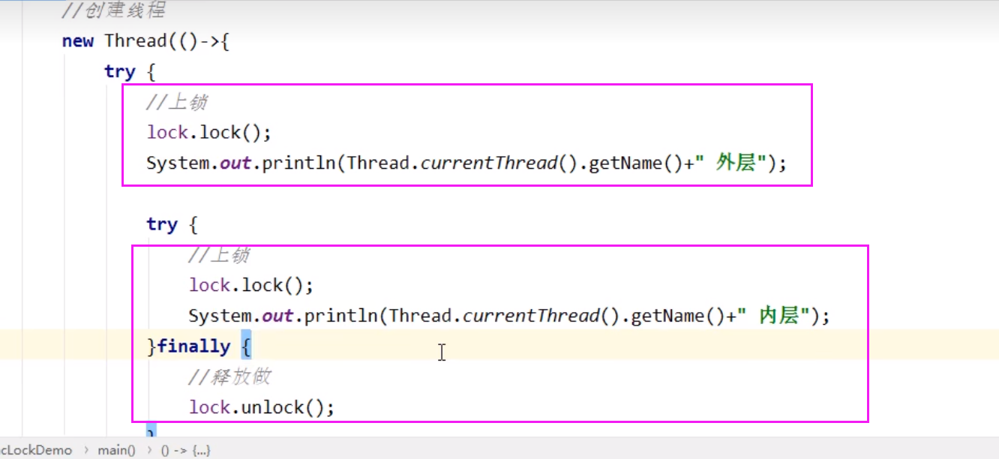 //创建线程
new Thread(()->{
try {
//上锁
lock.lock();
System.out.println(Thread.currentThread().getName()+" 外层");
try {
//上锁
lock.lock();
System.out.println(Thread.currentThread().getName()+" 内层");
}finally {
//释放做
lock.unlock();
}
cLockDemo › main() › () -> {...}